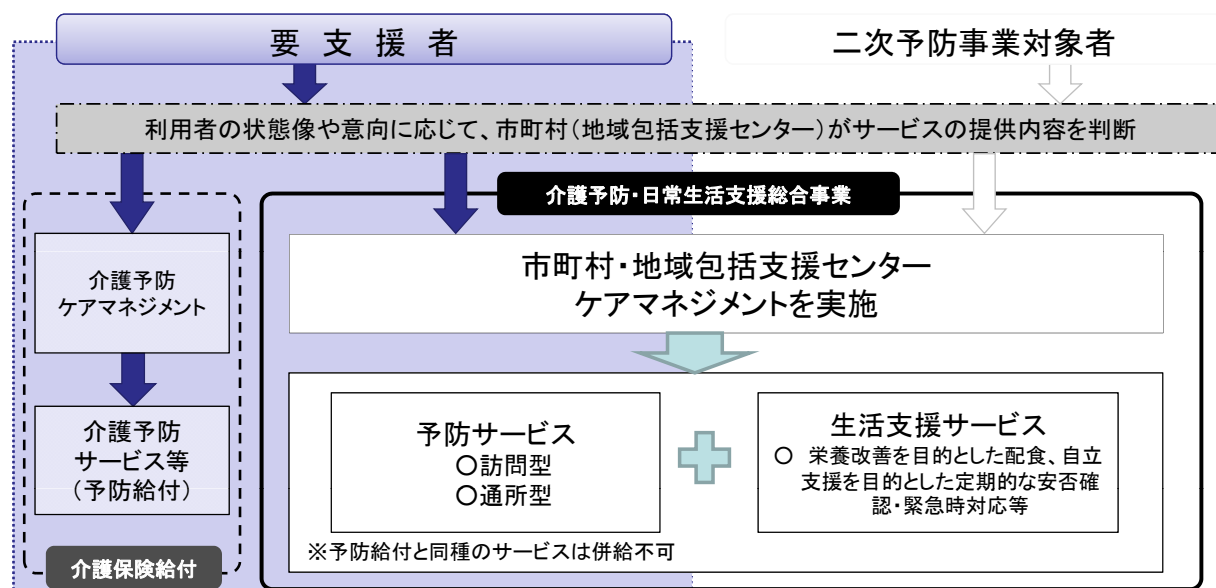 要支援者
二次予防事業対象者
利用者の状態像や意向に応じて、市町村（地域包括支援センター）がサービスの提供内容を判断
介護予防・日常生活支援総合事業
介護予防
ケアマネジメント
市町村・地域包括支援センター
ケアマネジメントを実施
介護予防
サービス等
（予防給付）
予防サービス
○訪問型
○通所型
生活支援サービス
○ 栄養改善を目的とした配食、自立
支援を目的とした定期的な安否確
認・緊急時対応等
※予防給付と同種のサービスは併給不可
介護保険給付